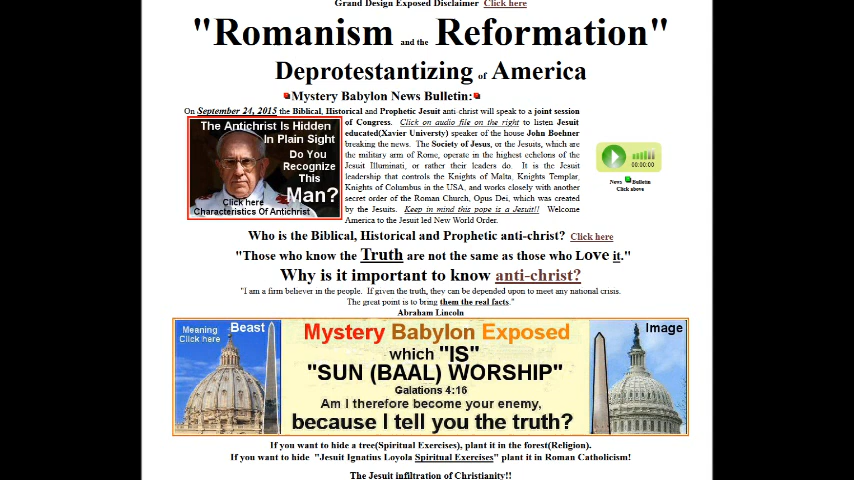 Grand Design Exposed Disclaimer Click here
"Romanism and the Reformation"
Deprotestantizing of America
Mystery Babylon News Bulletin:
On September 24, 2015 the Biblical, Historical and Prophetic Jesuit anti-christ will speak to a joint session
of Congress. Click on audio file on the right to listen Jesuit
educated(Xavier Universty) speaker of the house John Boehner
breaking the news. The Society of Jesus, or the Jesuits, which are
the military arm of Rome, operate in the highest echelons of the
Jesuit Illuminati, or rather their leaders do. It is the Jesuit
leadership that controls the Knights of Malta, Knights Templar,
Knights of Columbus in the USA, and works closely with another
secret order of the Roman Church, Opus Dei, which was created
by the Jesuits. Keep in mind this pope is a Jesuit!! Welcome
America to the Jesuit led New World Order.
The Antichrist Is Hidden
In Plain Sight
Do You
Recognize
This
Man?
Click here
Characteristics Of Antichrist
00:00:00
News Bulletin
Click above
Who is the Biblical, Historical and Prophetic anti-christ? Click here
"Those who know the Truth are not the same as those who Love it."
Why is it important to know anti-christ?
"I am a firm believer in the people. If given the truth, they can be depended upon to meet any national crisis.
The great point is to bring them the real facts."
Abraham Lincoln
Meaning
Click here
Beast
Mystery Babylon Exposed
which "IS"
"SUN (BAAL) WORSHIP"
Galations 4:16
Am I therefore become your enemy,
because I tell you the truth?
Image
If you want to hide a tree(Spiritual Exercises), plant it in the forest(Religion).
If you want to hide "Jesuit Ignatius Loyola Spiritual Exercises" plant it in Roman Catholicism!
The Jesuit infiltration of Christianity!!